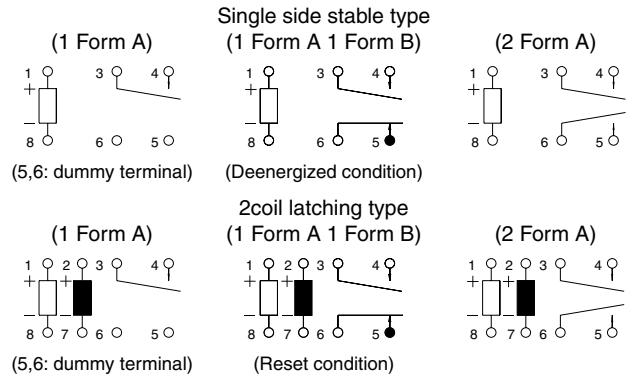 Single side stable type
(1 Form A) (1 Form A 1 Form B) (2 Form A)
1 3 4 1 3 4 1 3 4
+ + +
– – –
8 6 5 8 6 5 8 6 5
(5,6: dummy terminal) (Deenergized condition)
2coil latching type
(1 Form A) (1 Form A 1 Form B) (2 Form A)
1 2 3 4 1 2 3 4 1 2 3 4
+ + + + + +
– – – – – –
8 7 6 5 8 7 6 5 8 7 6 5
(5,6: dummy terminal) (Reset condition)